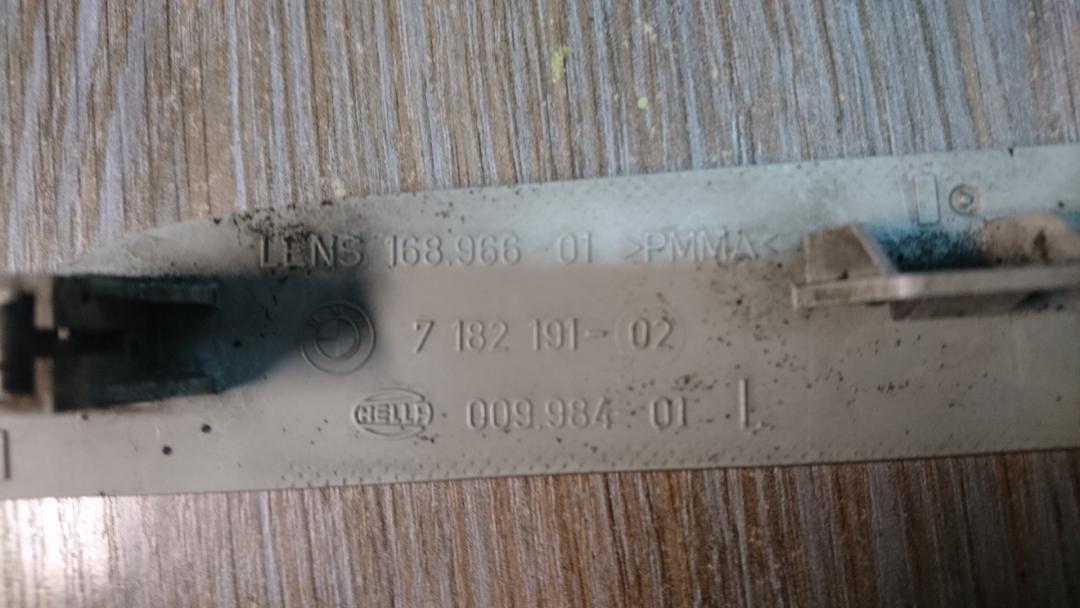 LENS 168.966-01 >PMMA<
7 182 191-02
HELLA 009.984-01 L